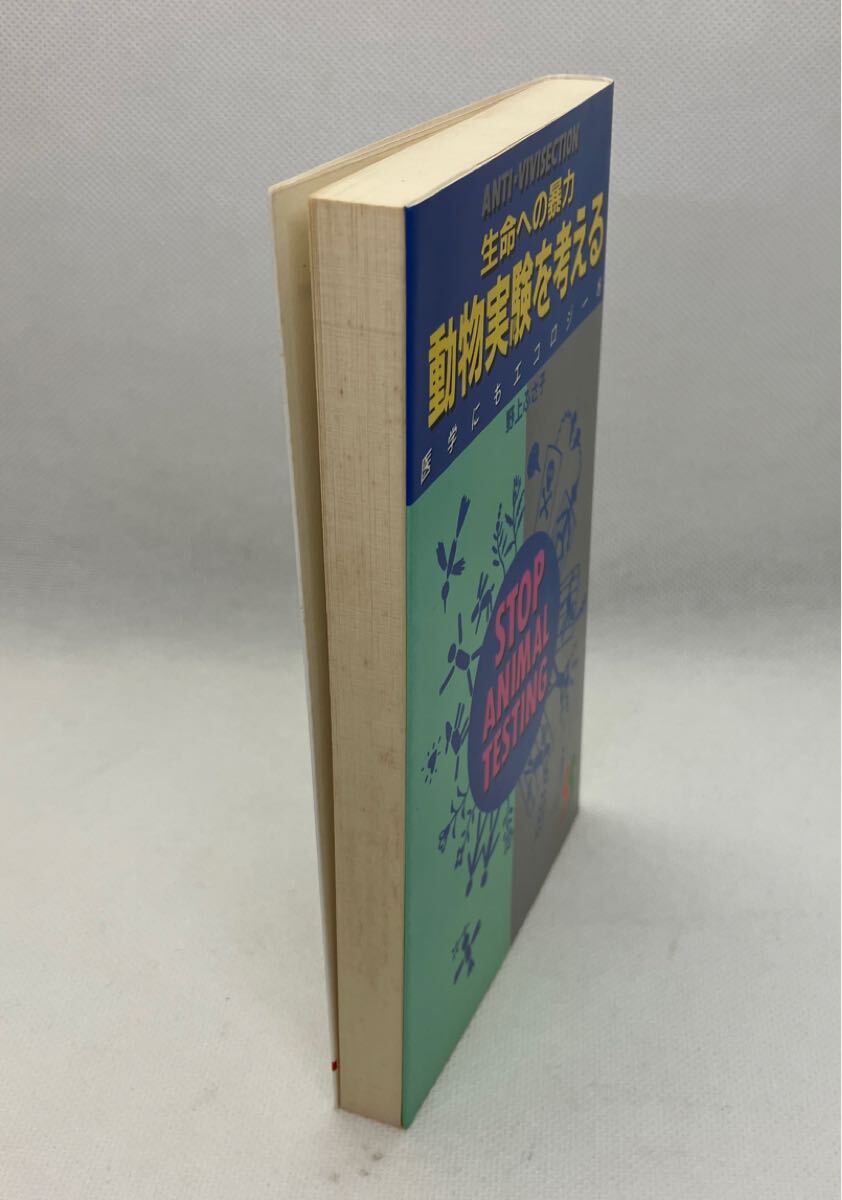 ANTI-VIVISECTION
生命への暴力
動物実験を考える
医学にもエコロジーを
野上ふさ子
STOP
ANIMAL
TESTING